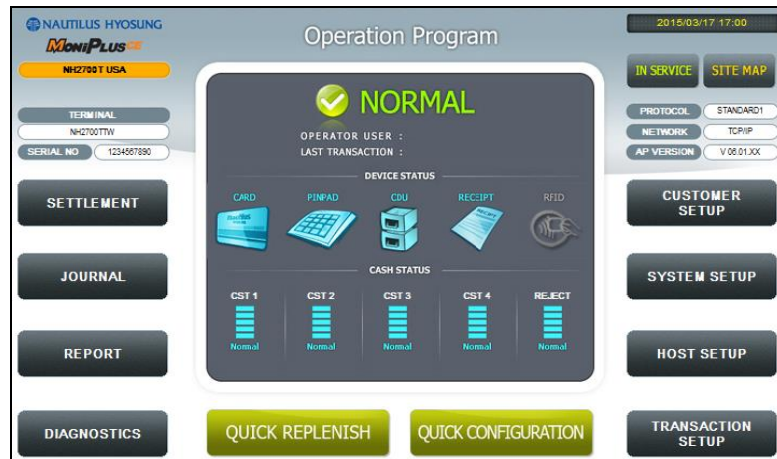 NAUTILUS HYOSUNG
MoniPlusCE
NH2700T USA
TERMINAL
NH2700TTW
SERIAL NO 1234567890
SETTLEMENT
JOURNAL
REPORT
DIAGNOSTICS
Operation Program
NORMAL
OPERATOR USER :
LAST TRANSACTION :
DEVICE STATUS
CARD PINPAD CDU RECEIPT RFID
RECEIPT
CASH STATUS
CST 1 CST 2 CST 3 CST 4 REJECT
Normal Normal Normal Normal Normal
QUICK REPLENISH QUICK CONFIGURATION
2015/03/17 17:00
IN SERVICE SITE MAP
PROTOCOL STANDARD1
NETWORK TCP/IP
AP VERSION V 06.01.XX
CUSTOMER
SETUP
SYSTEM SETUP
HOST SETUP
TRANSACTION
SETUP